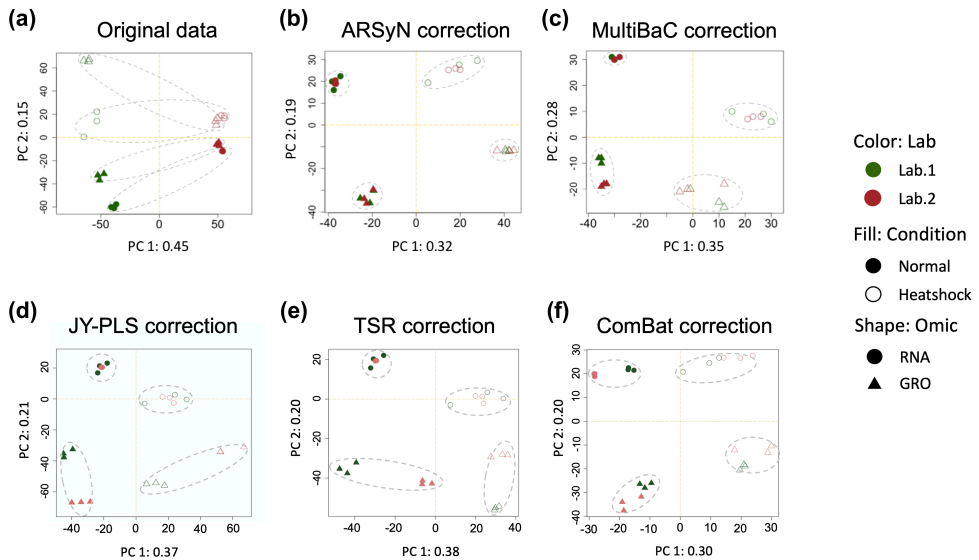 (a) Original data
60
40
20
0
-20
-40
-60
PC 2: 0.15
-50 0 50
PC 1: 0.45
(b) ARSyN correction
30
20
10
0
-20
-40
PC 2: 0.19
-40 -20 0 20 40
PC 1: 0.32
(c) MultiBaC correction
30
20
10
0
-10
-20
PC 2: 0.28
-40 -20 0 10 20 30
PC 1: 0.35
Color: Lab
Lab.1
Lab.2
Fill: Condition
Normal
Heatshock
Shape: Omic
RNA
GRO
(d) JY-PLS correction
20
0
-20
-40
-60
PC 2: 0.21
-40 -20 0 20 40 60
PC 1: 0.37
(e) TSR correction
20
0
-20
-40
PC 2: 0.20
-40 -20 0 20 40
PC 1: 0.38
(f) ComBat correction
30
20
10
0
-10
-20
-30
-40
PC 2: 0.20
-30 -20 -10 0 10 20 30
PC 1: 0.30